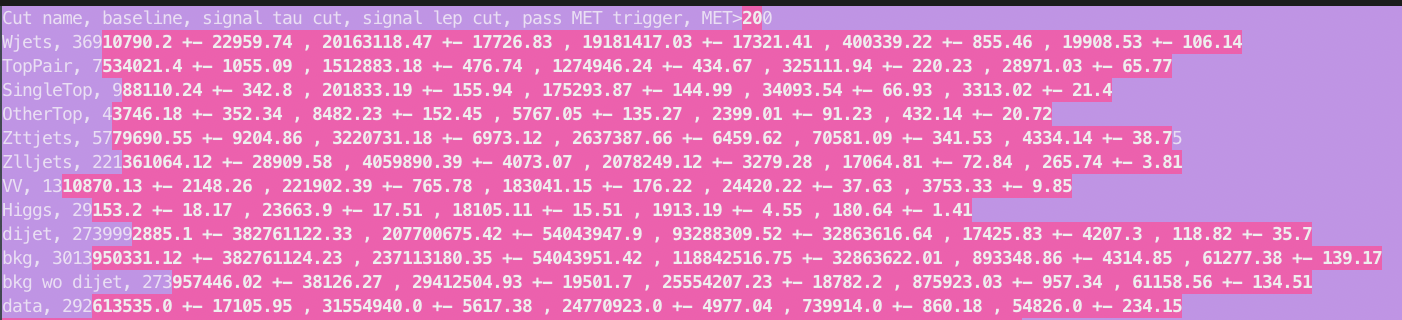 Cut name, baseline, signal tau cut, signal lep cut, pass MET trigger, MET>200
Wjets, 36910790.2 +− 22959.74 , 20163118.47 +− 17726.83 , 19181417.03 +− 17321.41 , 400339.22 +− 855.46 , 19908.53 +− 106.14
TopPair, 7534021.4 +− 1055.09 , 1512883.18 +− 476.74 , 1274946.24 +− 434.67 , 325111.94 +− 220.23 , 28971.03 +− 65.77
SingleTop, 988110.24 +− 342.8 , 201833.19 +− 155.94 , 175293.87 +− 144.99 , 34093.54 +− 66.93 , 3313.02 +− 21.4
OtherTop, 43746.18 +− 352.34 , 8482.23 +− 152.45 , 5767.05 +− 135.27 , 2399.01 +− 91.23 , 432.14 +− 20.72
Zttjets, 5779690.55 +− 9204.86 , 3220731.18 +− 6973.12 , 2637387.66 +− 6459.62 , 70581.09 +− 341.53 , 4334.14 +− 38.75
Zlljets, 221361064.12 +− 28909.58 , 4059890.39 +− 4073.07 , 2078249.12 +− 3279.28 , 17064.81 +− 72.84 , 265.74 +− 3.81
VV, 1310870.13 +− 2148.26 , 221902.39 +− 765.78 , 183041.15 +− 176.22 , 24420.22 +− 37.63 , 3753.33 +− 9.85
Higgs, 29153.2 +− 18.17 , 23663.9 +− 17.51 , 18105.11 +− 15.51 , 1913.19 +− 4.55 , 180.64 +− 1.41
dijet, 2739992885.1 +− 382761122.33 , 207700675.42 +− 54043947.9 , 93288309.52 +− 32863616.64 , 17425.83 +− 4207.3 , 118.82 +− 35.7
bkg, 3013950331.12 +− 382761124.23 , 237113180.35 +− 54043951.42 , 118842516.75 +− 32863622.01 , 893348.86 +− 4314.85 , 61277.38 +− 139.17
bkg wo dijet, 273957446.02 +− 38126.27 , 29412504.93 +− 19501.7 , 25554207.23 +− 18782.2 , 875923.03 +− 957.34 , 61158.56 +− 134.51
data, 292613535.0 +− 17105.95 , 31554940.0 +− 5617.38 , 24770923.0 +− 4977.04 , 739914.0 +− 860.18 , 54826.0 +− 234.15